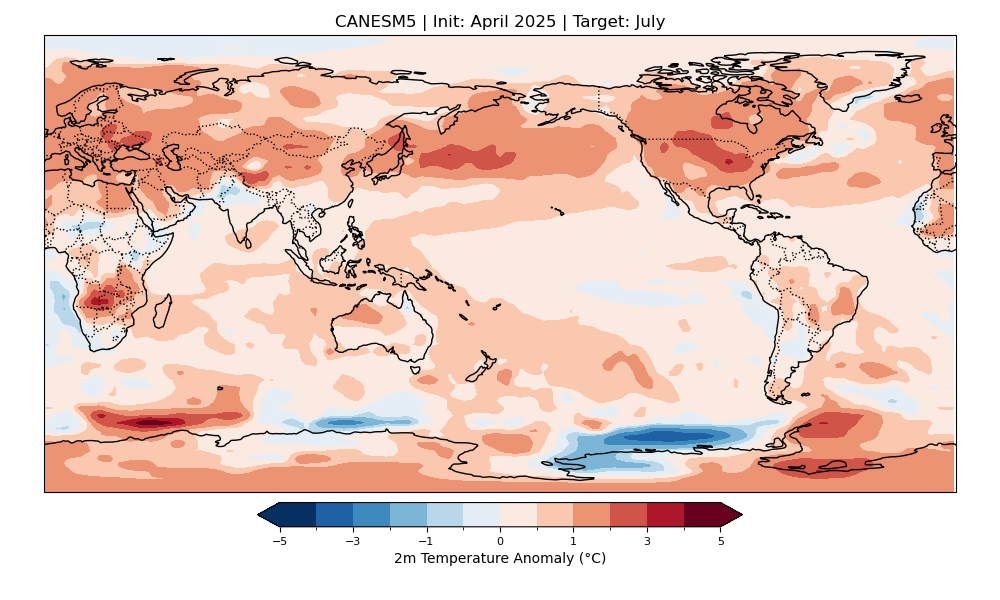 CANESM5 | Init: April 2025 | Target: July
−5 −3 −1 0 1 3 5
2m Temperature Anomaly (°C)